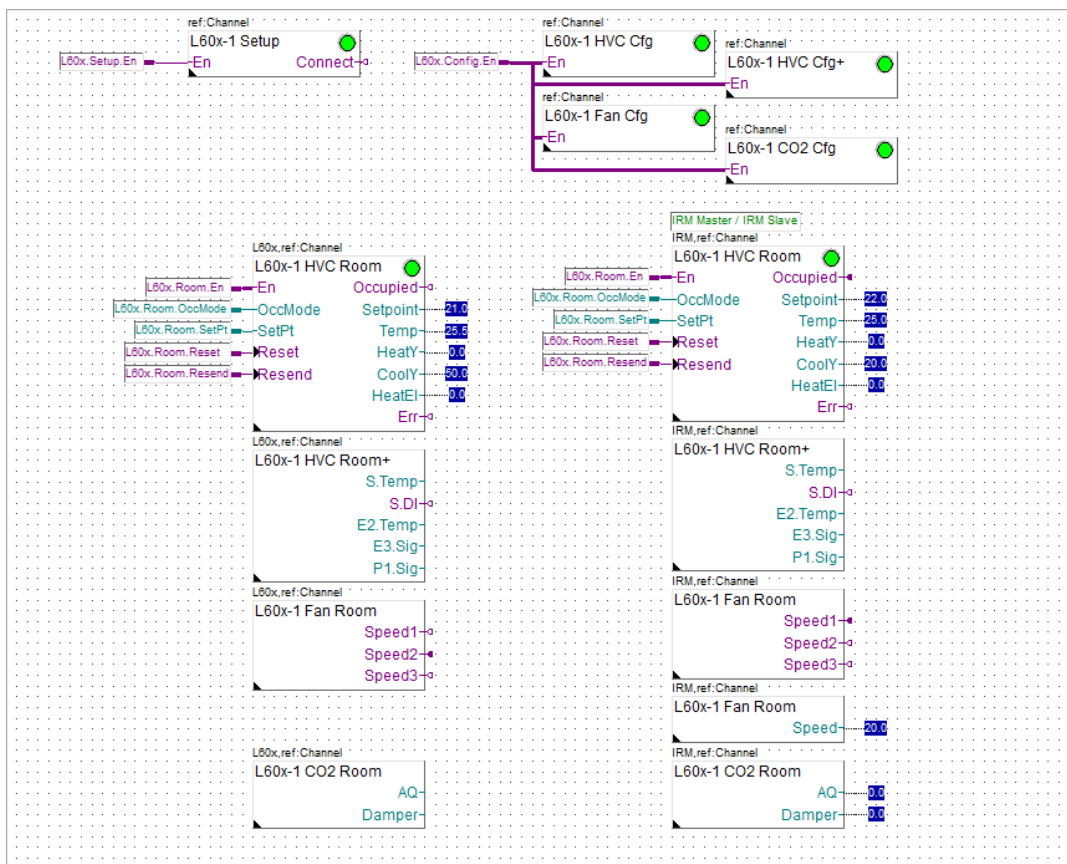 ref:Channel
L60x-1 Setup
L60x.Setup.En
En
Connect
ref:Channel
L60x-1 HVC Cfg
L60x.Config.En
En
ref:Channel
L60x-1 HVC Cfg+
En
ref:Channel
L60x-1 Fan Cfg
En
ref:Channel
L60x-1 CO2 Cfg
En
L60x,ref:Channel
L60x-1 HVC Room
L60x.Room.En
En
Occupied
L60x.Room.OccMode
OccMode
Setpoint
21.0
L60x.Room.SetPt
SetPt
Temp
25.5
L60x.Room.Reset
Reset
HeatY
0.0
L60x.Room.Resend
Resend
CoolY
50.0
HeatEl
0.0
Err
L60x,ref:Channel
L60x-1 HVC Room+
S.Temp
S.DI
E2.Temp
E3.Sig
P1.Sig
L60x,ref:Channel
L60x-1 Fan Room
Speed1
Speed2
Speed3
L60x,ref:Channel
L60x-1 CO2 Room
AQ
Damper
IRM Master / IRM Slave
IRM,ref:Channel
L60x-1 HVC Room
L60x.Room.En
En
Occupied
L60x.Room.OccMode
OccMode
Setpoint
22.0
L60x.Room.SetPt
SetPt
Temp
25.0
L60x.Room.Reset
Reset
HeatY
0.0
L60x.Room.Resend
Resend
CoolY
20.0
HeatEl
0.0
Err
IRM,ref:Channel
L60x-1 HVC Room+
S.Temp
S.DI
E2.Temp
E3.Sig
P1.Sig
IRM,ref:Channel
L60x-1 Fan Room
Speed1
Speed2
Speed3
IRM,ref:Channel
L60x-1 Fan Room
Speed
20.0
IRM,ref:Channel
L60x-1 CO2 Room
AQ
0.0
Damper
0.0